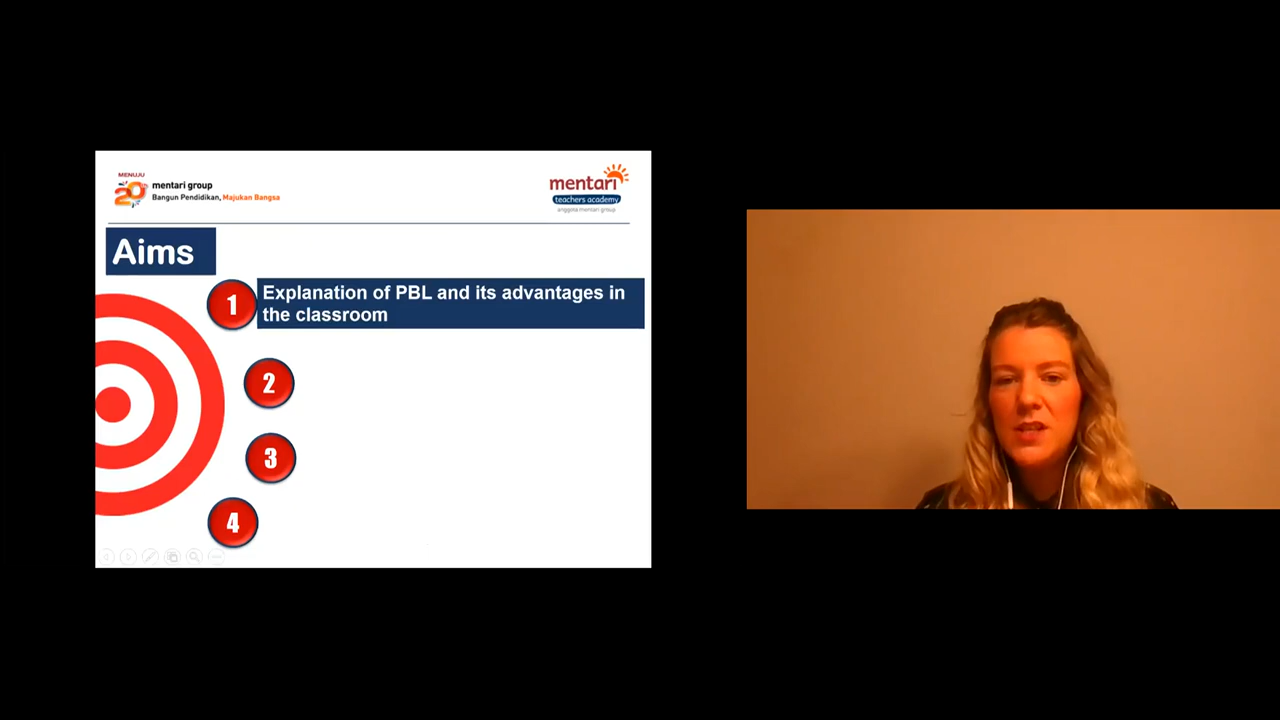 MENUJU
20th
mentari group
Bangun Pendidikan, Majukan Bangsa
mentari
teachers academy
anggota mentari group
Aims
1
Explanation of PBL and its advantages in
the classroom
2
3
4